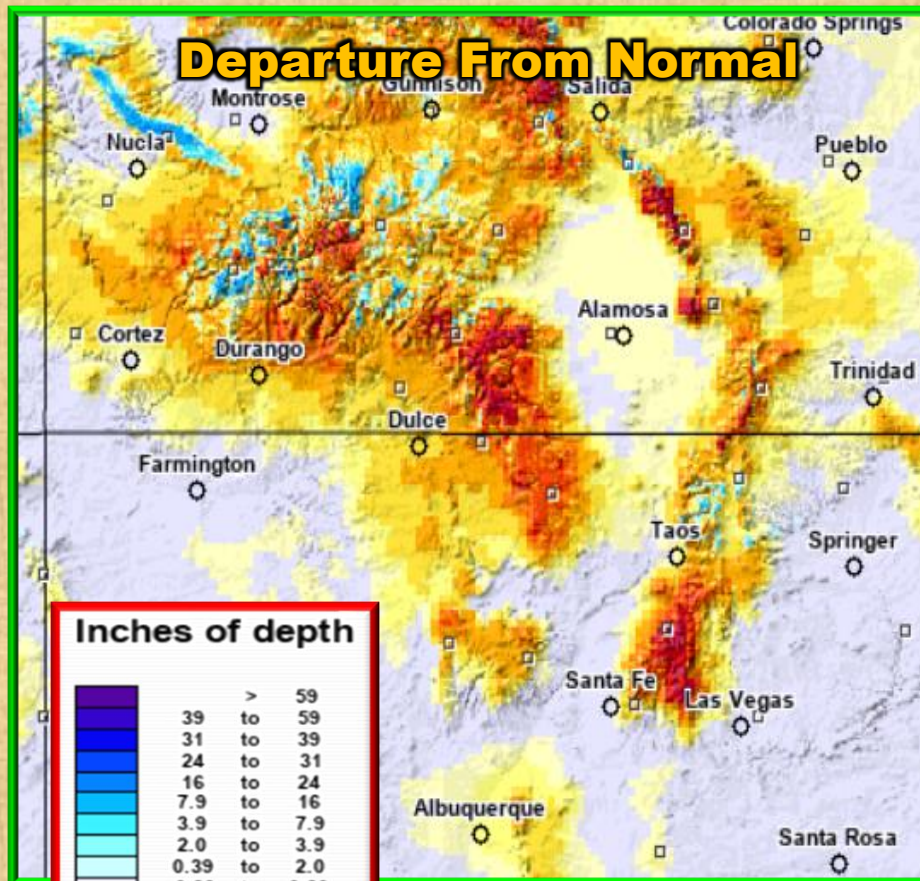 Colorado Springs
Departure From Normal
Gunnison
Salida
Montrose
Nucla
Pueblo
Alamosa
Cortez
Durango
Trinidad
Dulce
Farmington
Taos
Springer
Inches of depth
> 59
39 to 59
31 to 39
24 to 31
16 to 24
7.9 to 16
3.9 to 7.9
2.0 to 3.9
0.39 to 2.0
Santa Fe
Las Vegas
Albuquerque
Santa Rosa